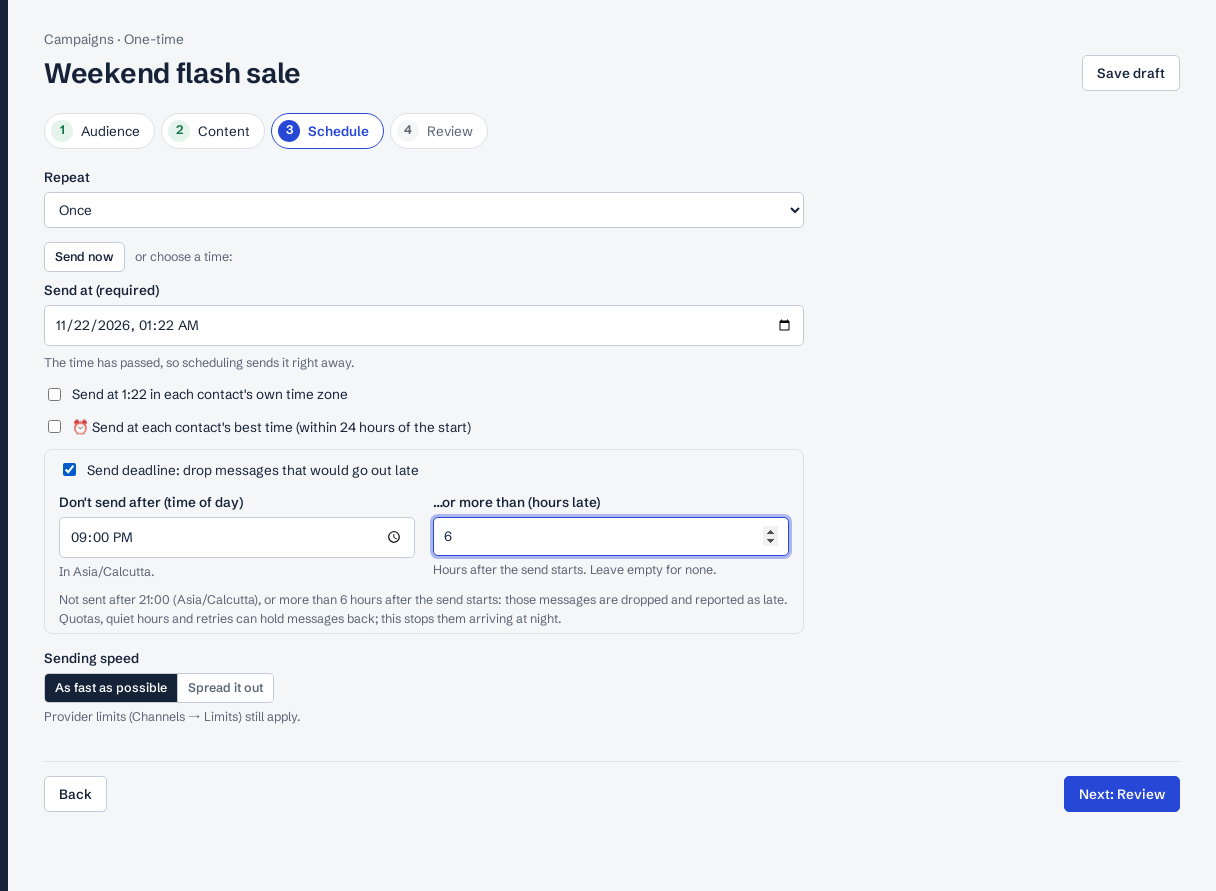 Campaigns · One-time
Weekend flash sale
Save draft
1 Audience
2 Content
3 Schedule
4 Review
Repeat
Once
Send now or choose a time:
Send at (required)
11/22/2026, 01:22 AM
The time has passed, so scheduling sends it right away.
Send at 1:22 in each contact's own time zone
⏰ Send at each contact's best time (within 24 hours of the start)
Send deadline: drop messages that would go out late
Don't send after (time of day)
09:00 PM
In Asia/Calcutta.
...or more than (hours late)
6
Hours after the send starts. Leave empty for none.
Not sent after 21:00 (Asia/Calcutta), or more than 6 hours after the send starts: those messages are dropped and reported as late.
Quotas, quiet hours and retries can hold messages back; this stops them arriving at night.
Sending speed
As fast as possible
Spread it out
Provider limits (Channels → Limits) still apply.
Back
Next: Review